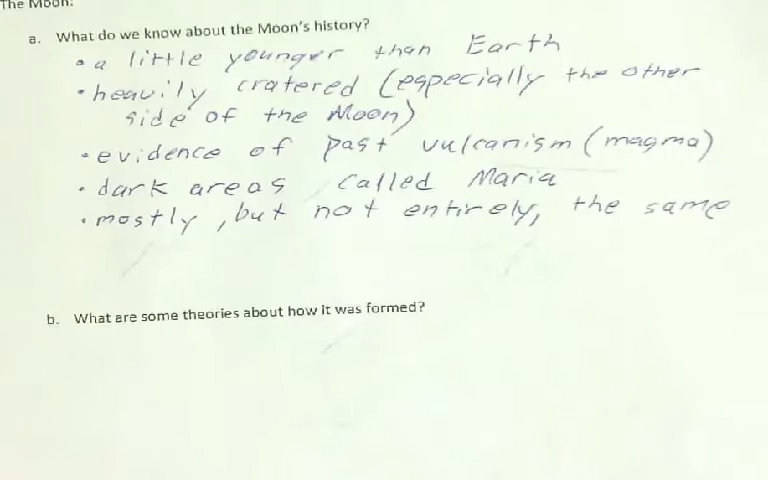 The Moon:
a. What do we know about the Moon's history?
• a little younger than Earth
• heavily cratered (especially the other
side of the Moon)
• evidence of past vulcanism (magma)
• dark areas called Maria
• mostly, but not entirely, the same
b. What are some theories about how it was formed?